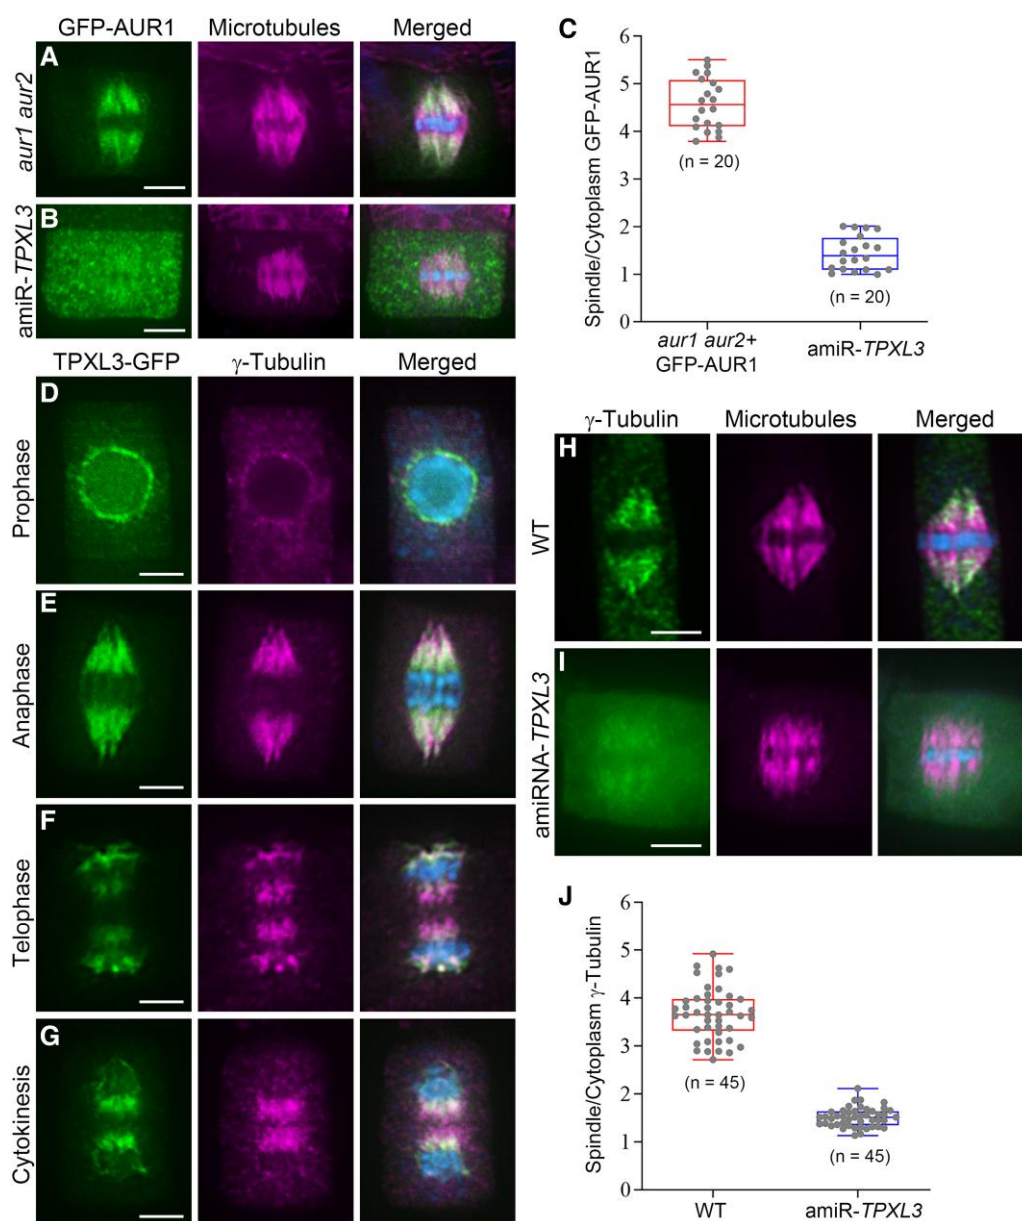 GFP-AUR1 Microtubules Merged
A
aur1 aur2
B
amiR-TPXL3
C
Spindle/Cytoplasm GFP-AUR1
6
5
4
3
2
1
0
(n = 20)
(n = 20)
aur1 aur2+
GFP-AUR1
amiR-TPXL3
TPXL3-GFP γ-Tubulin Merged
D
Prophase
E
Anaphase
F
Telophase
G
Cytokinesis
γ-Tubulin Microtubules Merged
H
WT
I
amiRNA-TPXL3
J
Spindle/Cytoplasm γ-Tubulin
6
5
4
3
2
1
0
(n = 45)
(n = 45)
WT amiR-TPXL3